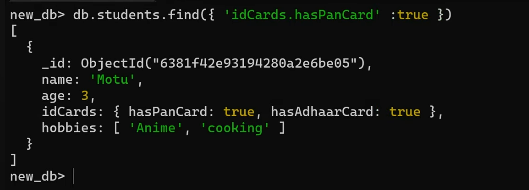 new_db> db.students.find({ 'idCards.hasPanCard' :true })
[
  {
    _id: ObjectId("6381f42e93194280a2e6be05"),
    name: 'Motu',
    age: 3,
    idCards: { hasPanCard: true, hasAdhaarCard: true },
    hobbies: [ 'Anime', 'cooking' ]
  }
]
new_db>